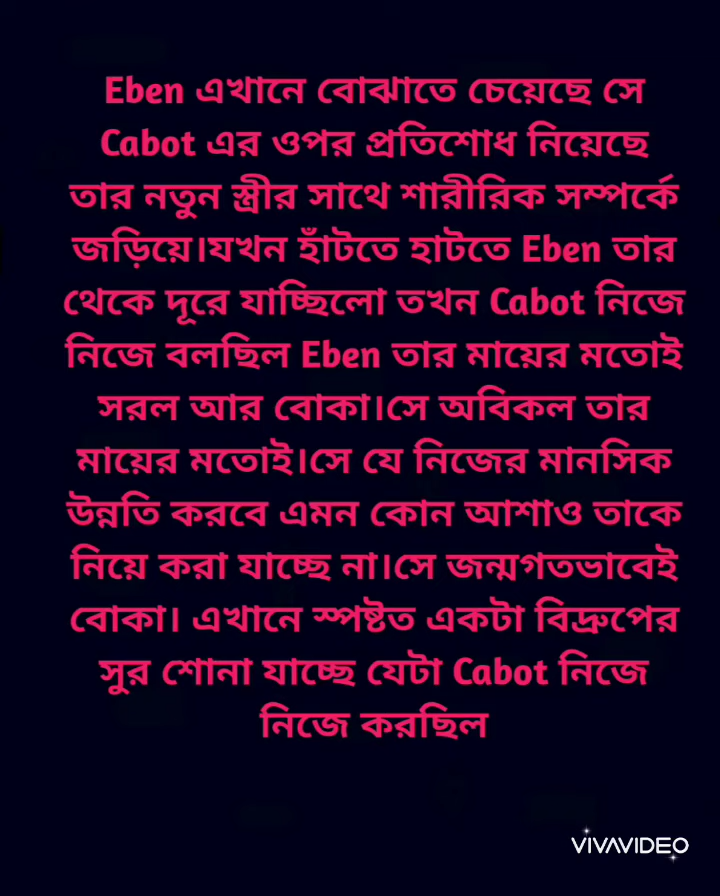 Eben এখানে বোঝাতে চেয়েছে সে
Cabot এর ওপর প্রতিশোধ নিয়েছে
তার নতুন স্ত্রীর সাথে শারীরিক সম্পর্কে
জড়িয়ে।যখন হাঁটতে হাটতে Eben তার
থেকে দূরে যাচ্ছিলো তখন Cabot নিজে
নিজে বলছিল Eben তার মায়ের মতোই
সরল আর বোকা।সে অবিকল তার
মায়ের মতোই।সে যে নিজের মানসিক
উন্নতি করবে এমন কোন আশাও তাকে
নিয়ে করা যাচ্ছে না।সে জন্মগতভাবেই
বোকা। এখানে স্পষ্টত একটা বিদ্রুপের
সুর শোনা যাচ্ছে যেটা Cabot নিজে
নিজে করছিল
VIVAVIDEO